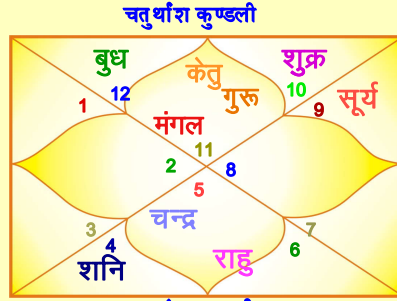 चतुर्थांश कुण्डली
बुध केतु शुक्र
12 गुरू 10 सूर्य
1 मंगल 9
11
2 8
5
3 चन्द्र 7
4 राहु 6
शनि